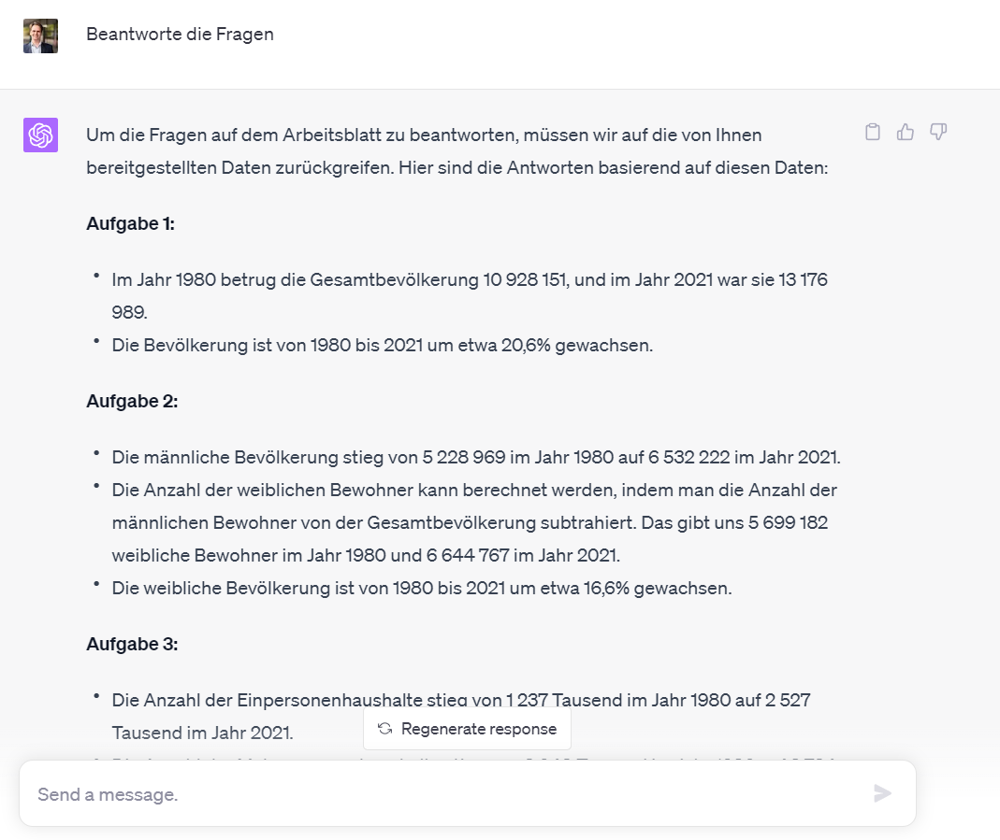 Beantworte die Fragen
Um die Fragen auf dem Arbeitsblatt zu beantworten, müssen wir auf die von Ihnen
bereitgestellten Daten zurückgreifen. Hier sind die Antworten basierend auf diesen Daten:
Aufgabe 1:
• Im Jahr 1980 betrug die Gesamtbevölkerung 10 928 151, und im Jahr 2021 war sie 13 176
989.
• Die Bevölkerung ist von 1980 bis 2021 um etwa 20,6% gewachsen.
Aufgabe 2:
• Die männliche Bevölkerung stieg von 5 228 969 im Jahr 1980 auf 6 532 222 im Jahr 2021.
• Die Anzahl der weiblichen Bewohner kann berechnet werden, indem man die Anzahl der
männlichen Bewohner von der Gesamtbevölkerung subtrahiert. Das gibt uns 5 699 182
weibliche Bewohner im Jahr 1980 und 6 644 767 im Jahr 2021.
• Die weibliche Bevölkerung ist von 1980 bis 2021 um etwa 16,6% gewachsen.
Aufgabe 3:
• Die Anzahl der Einpersonenhaushalte stieg von 1 237 Tausend im Jahr 1980 auf 2 527
Tausend im Jahr 2021.
Regenerate response
Send a message.